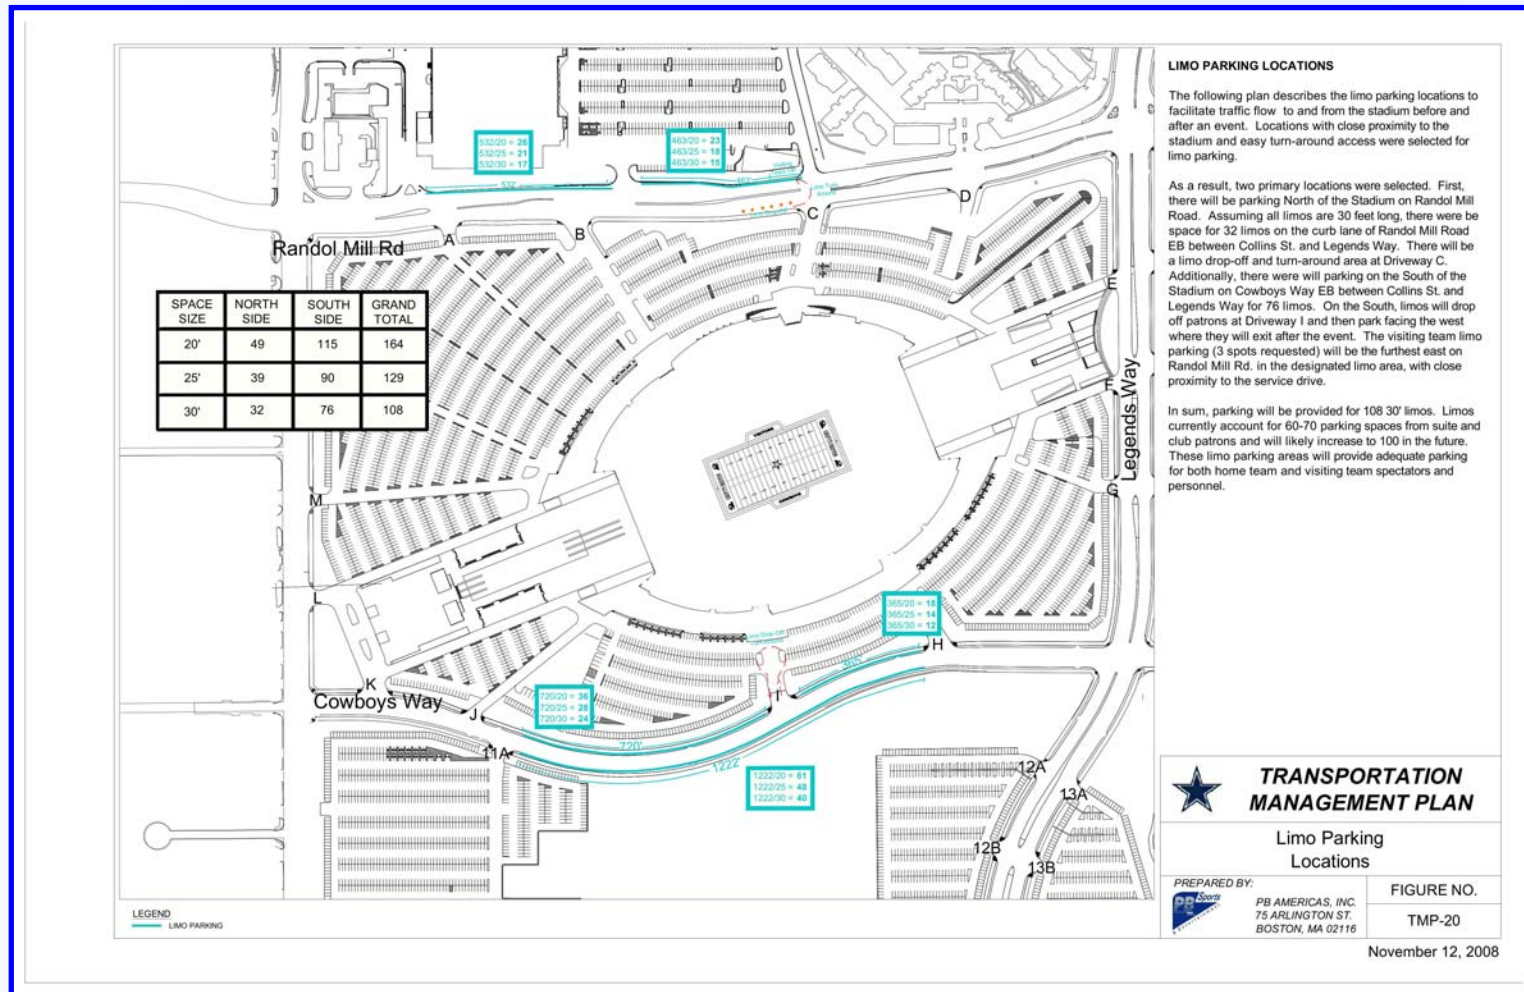 LIMO PARKING LOCATIONS
The following plan describes the limo parking locations to
facilitate traffic flow to and from the stadium before and
after an event. Locations with close proximity to the
stadium and easy turn-around access were selected for
limo parking.
As a result, two primary locations were selected. First,
there will be parking North of the Stadium on Randol Mill
Road. Assuming all limos are 30 feet long, there were be
space for 32 limos on the curb lane of Randol Mill Road
EB between Collins St. and Legends Way. There will be
a limo drop-off and turn-around area at Driveway C.
Additionally, there were will parking on the South of the
Stadium on Cowboys Way EB between Collins St. and
Legends Way for 76 limos. On the South, limos will drop
off patrons at Driveway I and then park facing the west
where they will exit after the event. The visiting team limo
parking (3 spots requested) will be the furthest east on
Randol Mill Rd. in the designated limo area, with close
proximity to the service drive.
In sum, parking will be provided for 108 30' limos. Limos
currently account for 60-70 parking spaces from suite and
club patrons and will likely increase to 100 in the future.
These limo parking areas will provide adequate parking
for both home team and visiting team spectators and
personnel.
532/20 = 26
532/25 = 21
532/30 = 17
463/20 = 23
463/25 = 18
463/30 = 15
532'
463'
Randol Mill Rd
A
B
C
D
E
F
G
H
I
J
K
L
M
SPACE SIZE NORTH SIDE SOUTH SIDE GRAND TOTAL
20' 49 115 164
25' 39 90 129
30' 32 76 108
Legends Way
365/20 = 18
365/25 = 14
365/30 = 12
365'
Limo Drop-Off/
Cowboys Way
720/20 = 36
720/25 = 28
720/30 = 24
720'
1222'
1222/20 = 61
1222/25 = 48
1222/30 = 40
11A
12A
13A
12B
13B
LEGEND
LIMO PARKING
TRANSPORTATION
MANAGEMENT PLAN
Limo Parking
Locations
PREPARED BY:
PB Sports
PB AMERICAS, INC.
75 ARLINGTON ST.
BOSTON, MA 02116
FIGURE NO.
TMP-20
November 12, 2008